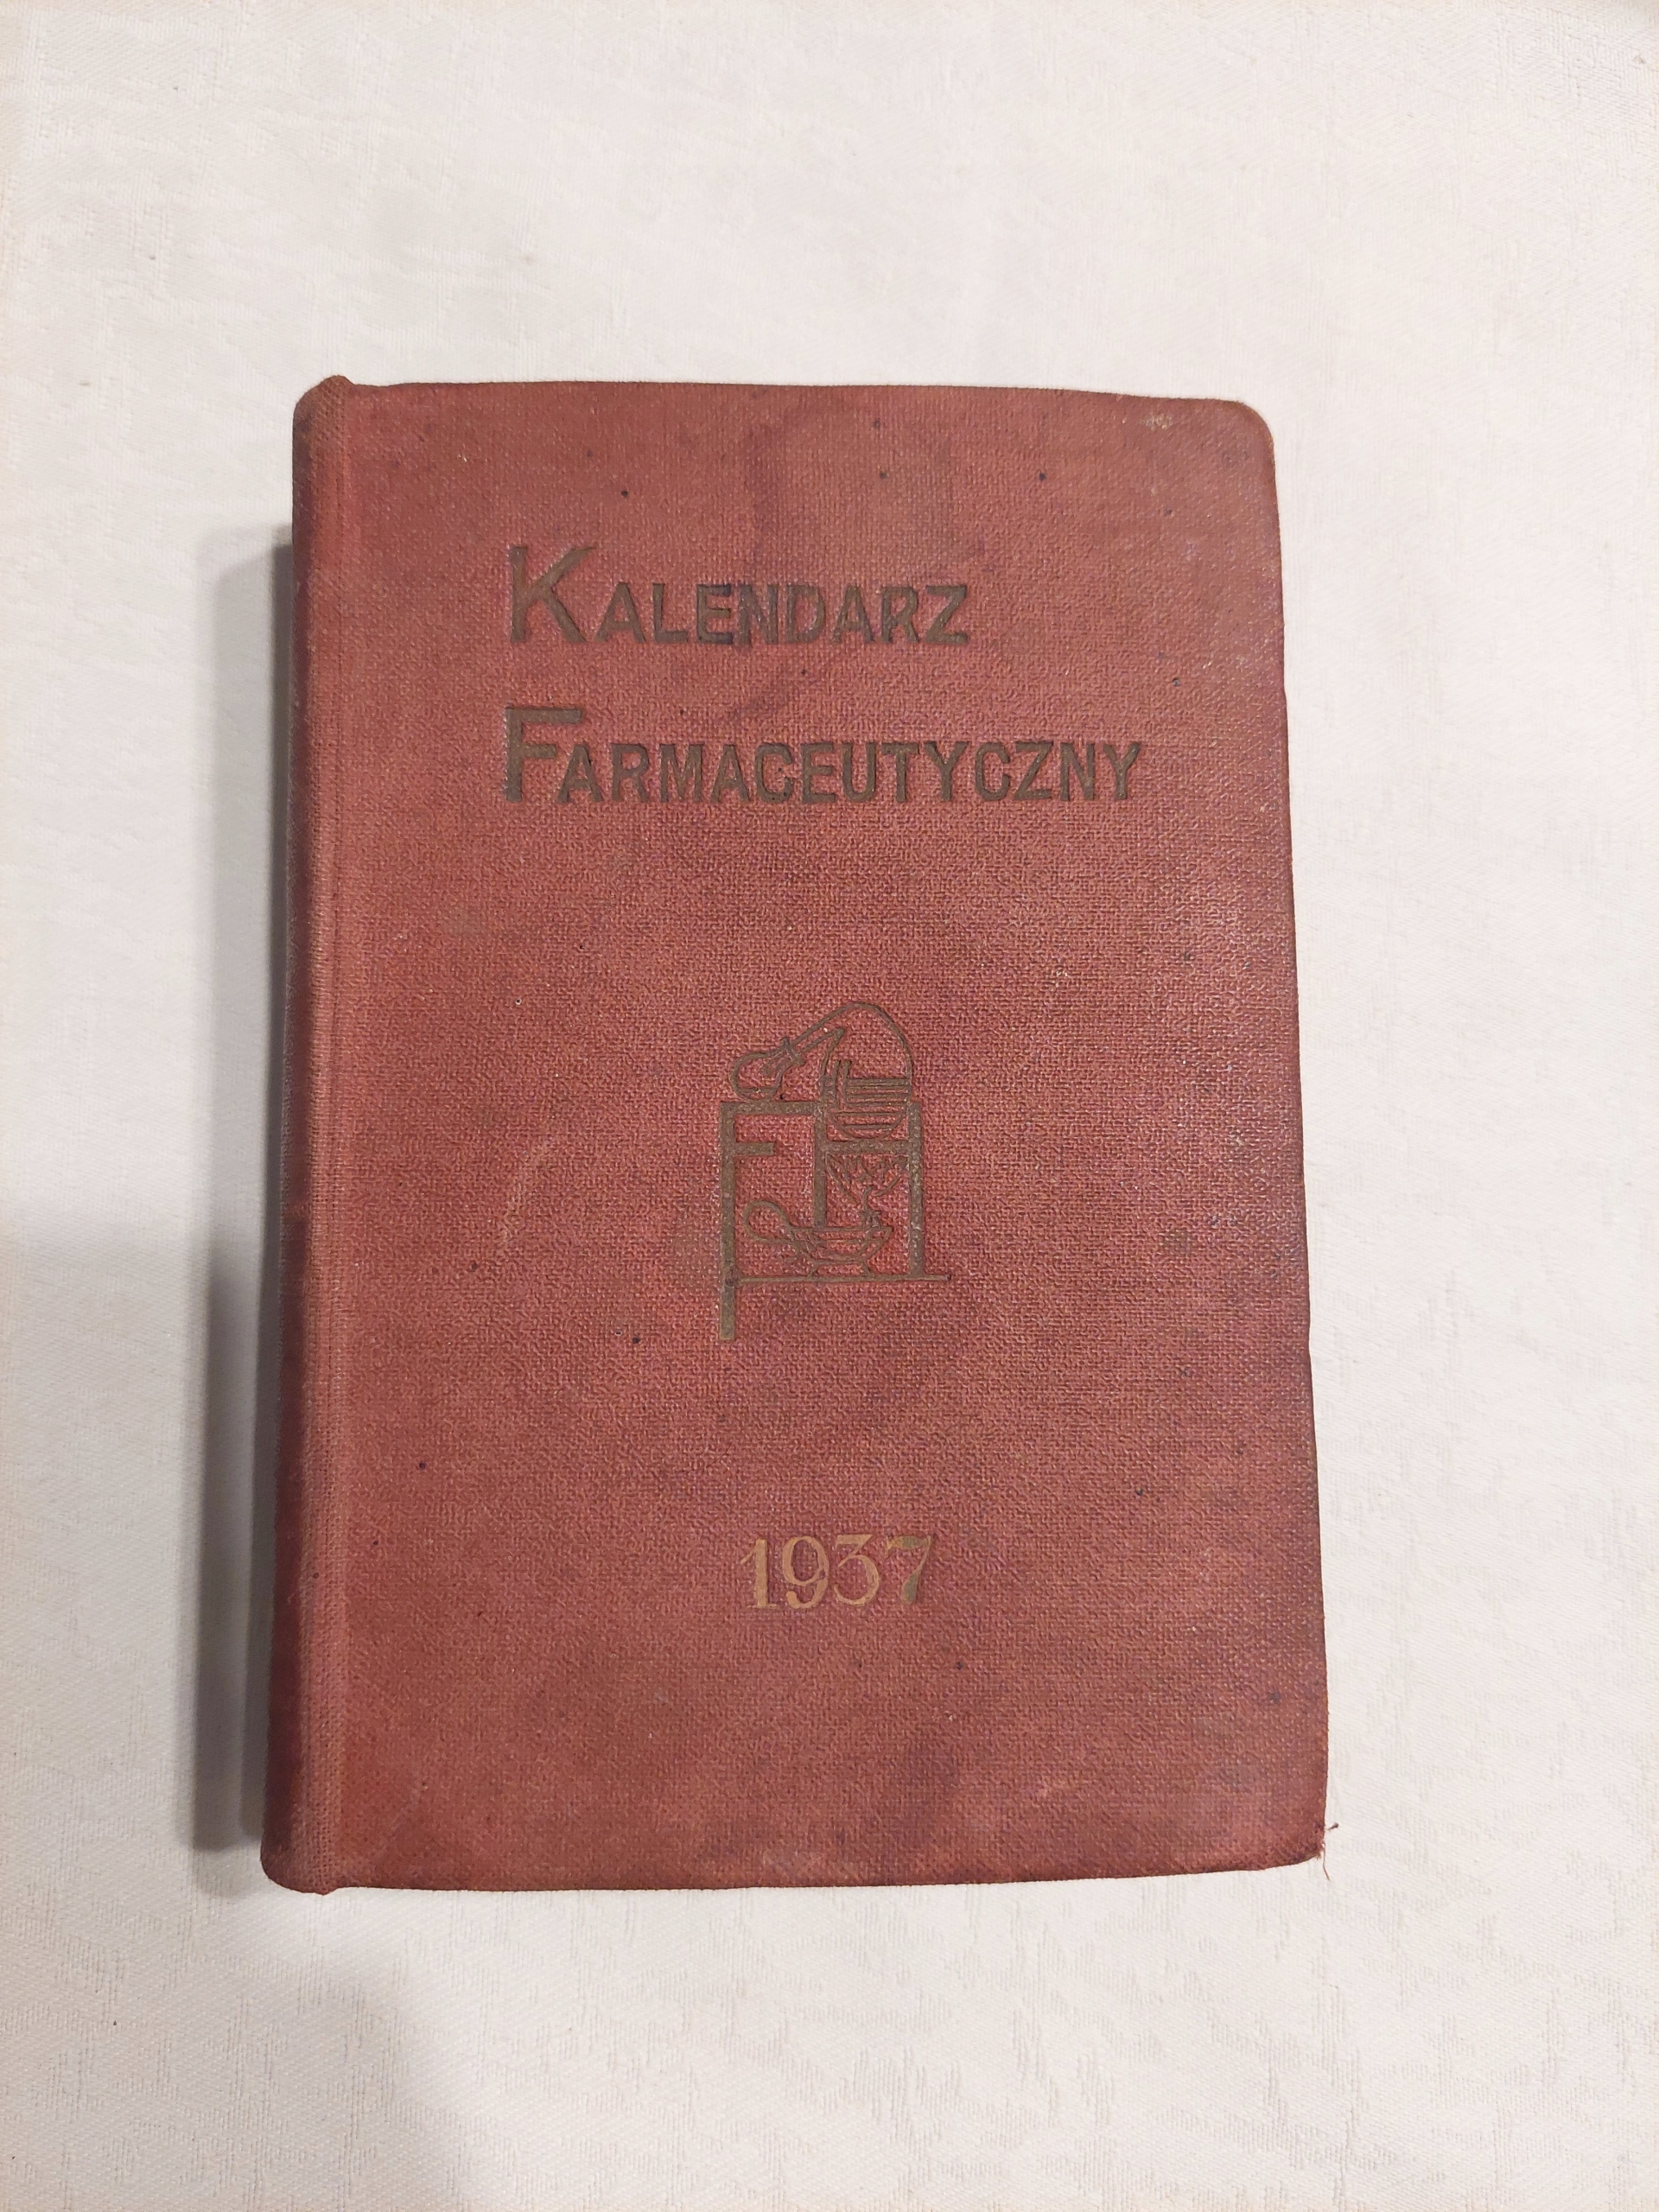 KALENDARZ
FARMACEUTYCZNY
F
1937